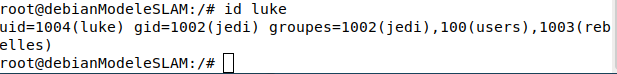 root@debianModeleSLAM:/# id luke
uid=1004(luke) gid=1002(jedi) groupes=1002(jedi),100(users),1003(reb
elles)
root@debianModeleSLAM:/#